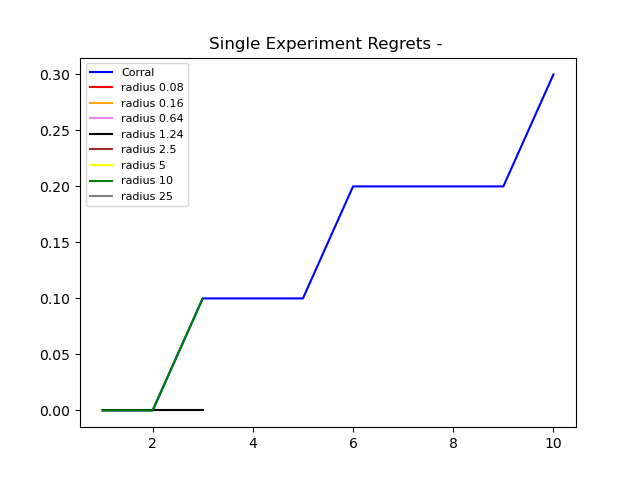 Single Experiment Regrets -
0.30
0.25
0.20
0.15
0.10
0.05
0.00
Corral
radius 0.08
radius 0.16
radius 0.64
radius 1.24
radius 2.5
radius 5
radius 10
radius 25
2 4 6 8 10